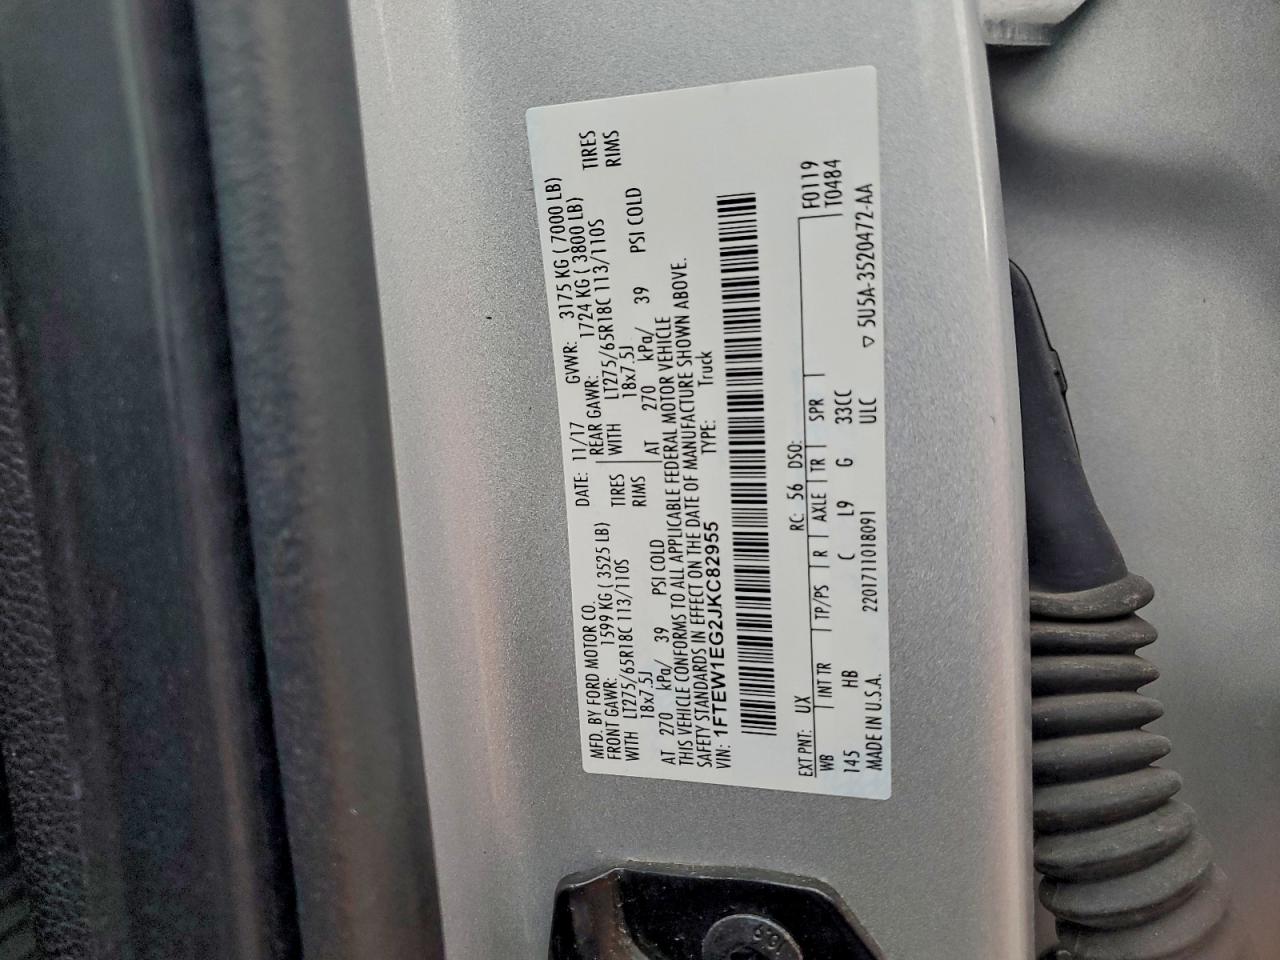 MFD. BY FORD MOTOR CO.
DATE: 11/17 GVWR: 3175 KG ( 7000 LB)
FRONT GAWR: 1599 KG ( 3525 LB) REAR GAWR: 1724 KG ( 3800 LB)
WITH LT275/65R18C 113/110S TIRES WITH LT275/65R18C 113/110S TIRES
18x7.5J RIMS 18x7.5J RIMS
AT 270 kPa/ 39 PSI COLD AT 270 kPa/ 39 PSI COLD
THIS VEHICLE CONFORMS TO ALL APPLICABLE FEDERAL MOTOR VEHICLE
SAFETY STANDARDS IN EFFECT ON THE DATE OF MANUFACTURE SHOWN ABOVE.
VIN: 1FTEW1EG2JKC82955 TYPE: Truck
EXT PNT: UX RC: 56 DSO: F0119
WB INT TR TP/PS R AXLE TR SPR T0484
145 HB C L9 G 33CC
MADE IN U.S.A. 2201711018091 ULC ▽ 5U5A-3520472-AA